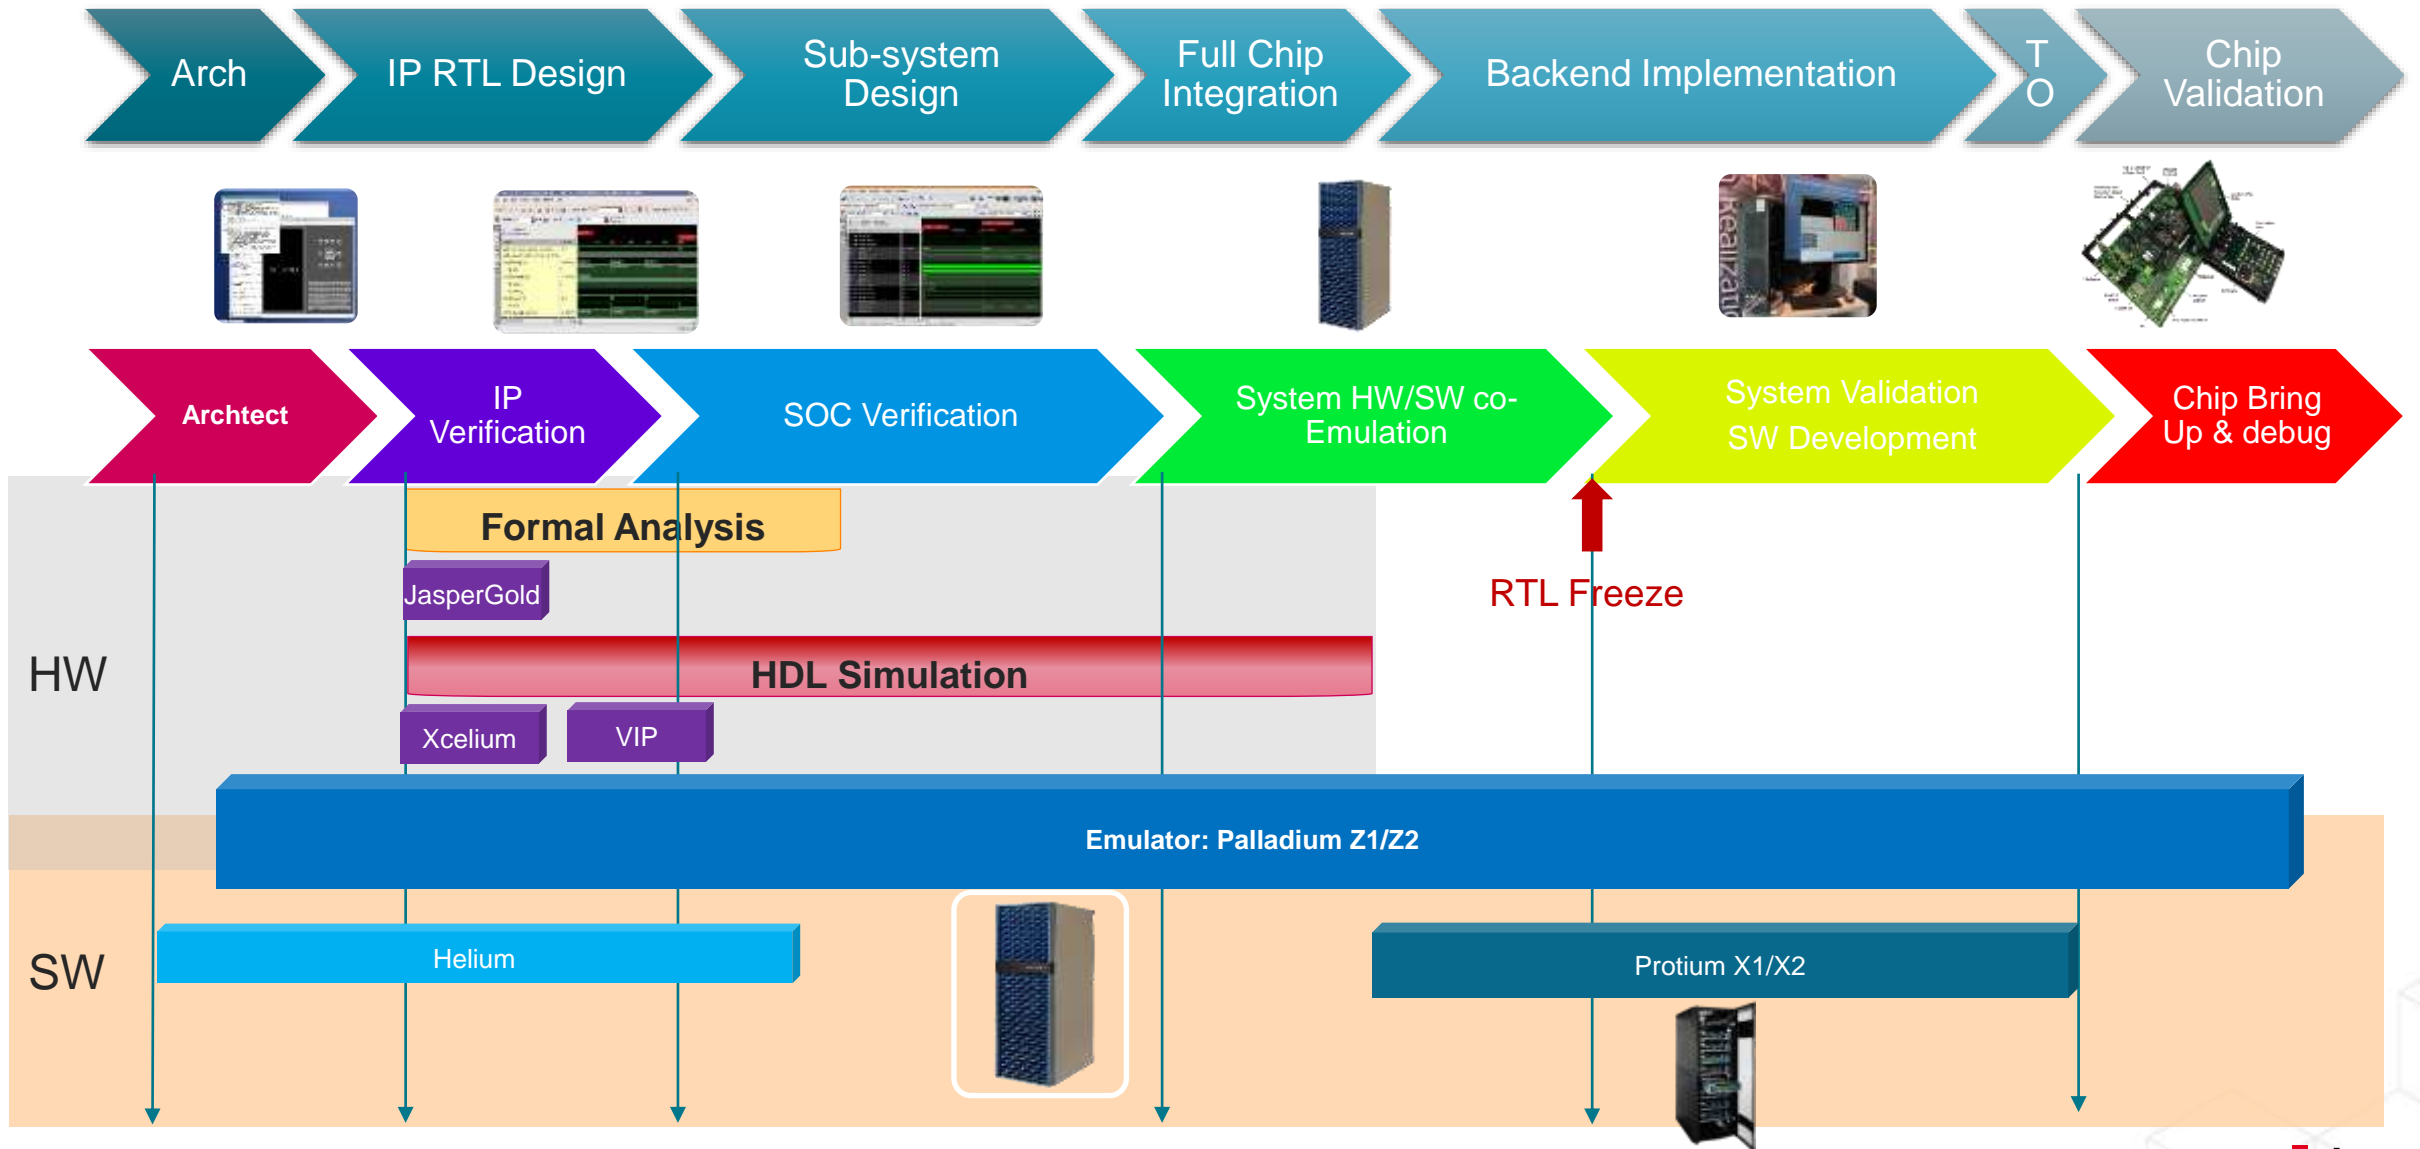 Arch
IP RTL Design
Sub-system
Design
Full Chip
Integration
Backend Implementation
T
O
Chip
Validation
Archtect
IP
Verification
SOC Verification
System HW/SW co-
Emulation
System Validation
SW Development
Chip Bring
Up & debug
Formal Analysis
JasperGold
RTL Freeze
HW
HDL Simulation
Xcelium
VIP
Emulator: Palladium Z1/Z2
SW
Helium
Protium X1/X2